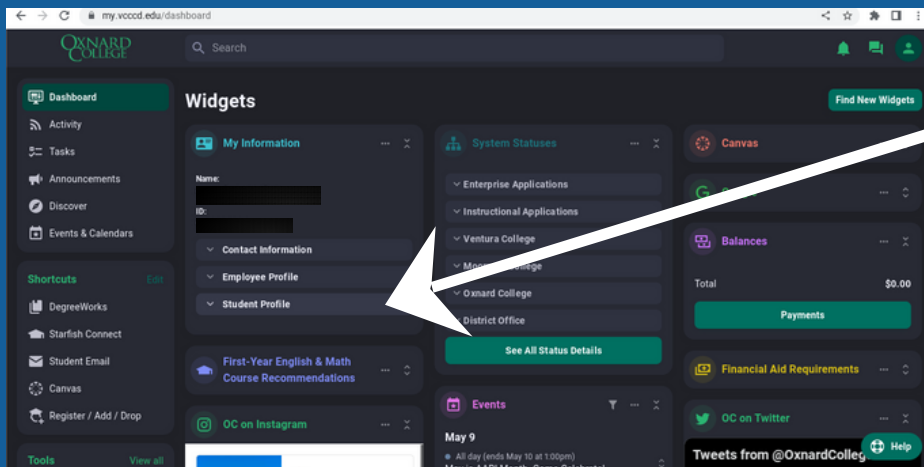 my.vcccd.edu/dashboard
OXNARD
COLLEGE
Search
Dashboard
Activity
Tasks
Announcements
Discover
Events & Calendars
Shortcuts
Edit
DegreeWorks
Starfish Connect
Student Email
Canvas
Register / Add / Drop
Tools
View all
Widgets
Find New Widgets
My Information
Name:
ID:
Contact Information
Employee Profile
Student Profile
First-Year English & Math
Course Recommendations
OC on Instagram
System Statuses
Enterprise Applications
Instructional Applications
Ventura College
College
Oxnard College
District Office
See All Status Details
Events
May 9
All day (ends May 10 at 1:00pm)
Canvas
Balances
Total
$0.00
Payments
Financial Aid Requirements
OC on Twitter
Tweets from @OxnardColleg
Help